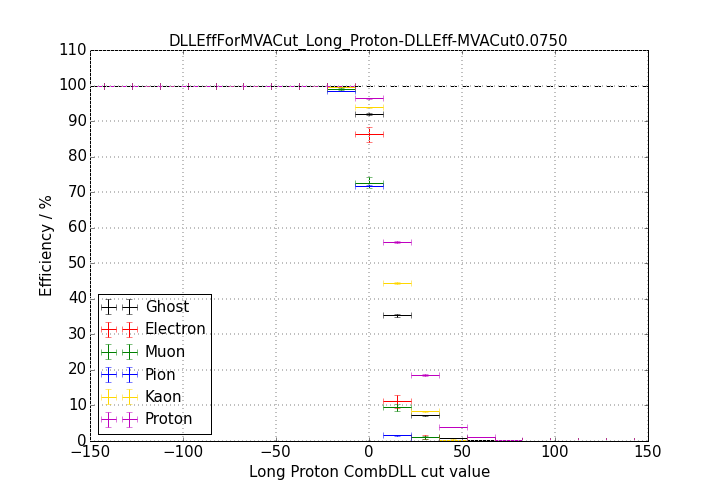 DLLEffForMVACut_Long_Proton-DLLEff-MVACut0.0750
110
100
90
80
70
60
50
40
30
20
10
0
Efficiency / %
Ghost
Electron
Muon
Pion
Kaon
Proton
−150 −100 −50 0 50 100 150
Long Proton CombDLL cut value